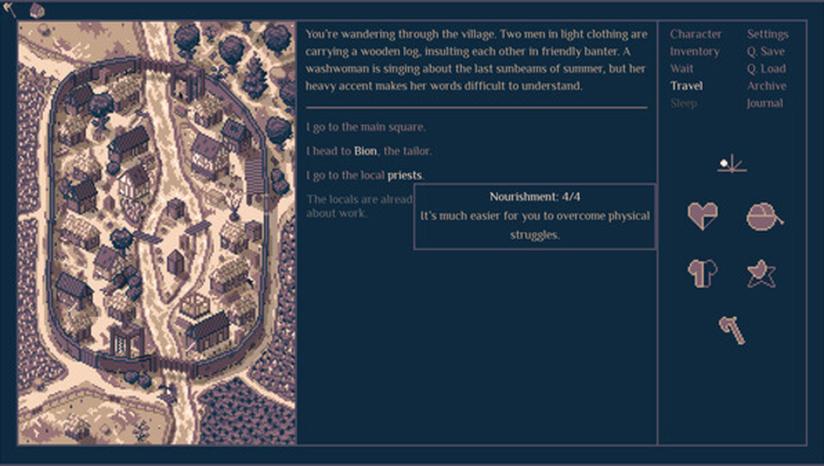 You're wandering through the village. Two men in light clothing are
carrying a wooden log, insulting each other in friendly banter. A
washwoman is singing about the last sunbeams of summer, but her
heavy accent makes her words difficult to understand.
I go to the main square.
I head to Bion, the tailor.
I go to the local priests.
The locals are alread
about work.
Nourishment: 4/4
It's much easier for you to overcome physical
struggles.
Character Settings
Inventory Q. Save
Wait Q. Load
Travel Archive
Sleep Journal